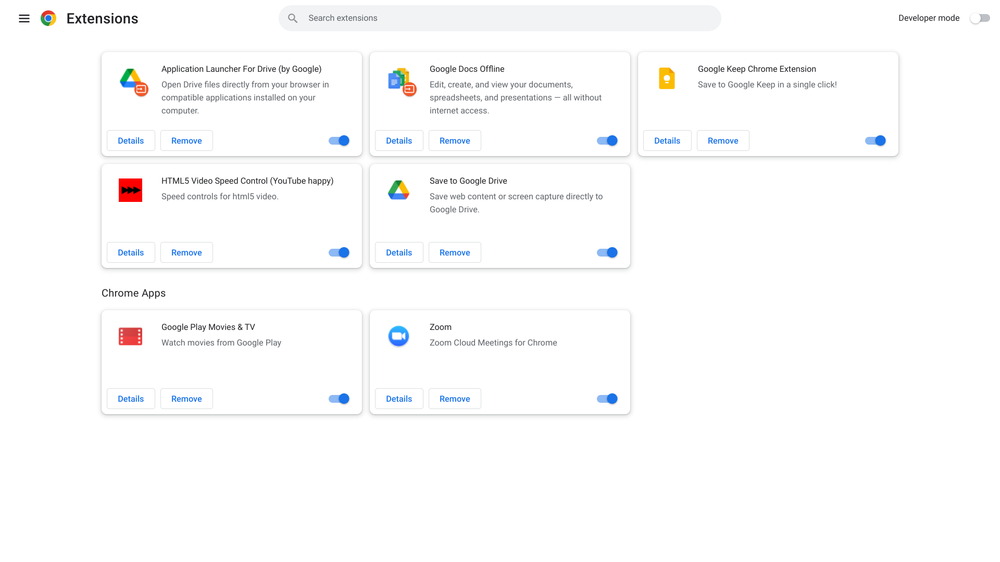 Extensions
Search extensions
Developer mode
Application Launcher For Drive (by Google)
Open Drive files directly from your browser in
compatible applications installed on your
computer.
Details
Remove
Google Docs Offline
Edit, create, and view your documents,
spreadsheets, and presentations — all without
internet access.
Details
Remove
Google Keep Chrome Extension
Save to Google Keep in a single click!
Details
Remove
HTML5 Video Speed Control (YouTube happy)
Speed controls for html5 video.
Details
Remove
Save to Google Drive
Save web content or screen capture directly to
Google Drive.
Details
Remove
Chrome Apps
Google Play Movies & TV
Watch movies from Google Play
Details
Remove
Zoom
Zoom Cloud Meetings for Chrome
Details
Remove